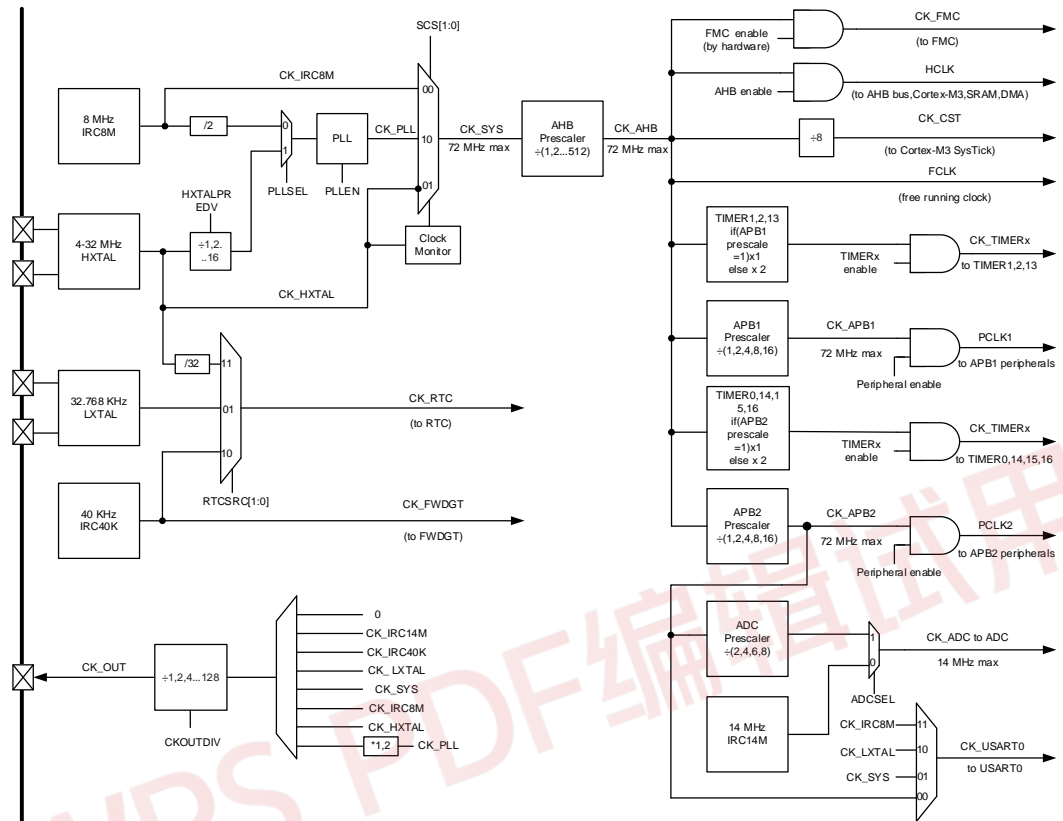 SCS[1:0]
CK_IRC8M
8 MHz
IRC8M
/2
0
1
PLLSEL
PLL
PLLEN
CK_PLL
00
10
01
CK_SYS
72 MHz max
AHB
Prescaler
÷(1,2...512)
CK_AHB
72 MHz max
HXTALPR
EDV
÷1,2.
..16
4-32 MHz
HXTAL
Clock
Monitor
CK_HXTAL
/32
11
01
10
32.768 KHz
LXTAL
CK_RTC
(to RTC)
RTCSRC[1:0]
40 KHz
IRC40K
CK_FWDGT
(to FWDGT)
FMC enable
(by hardware)
CK_FMC
(to FMC)
AHB enable
HCLK
(to AHB bus,Cortex-M3,SRAM,DMA)
÷8
CK_CST
(to Cortex-M3 SysTick)
FCLK
(free running clock)
TIMER1,2,13
if(APB1
prescale
=1)x1
else x 2
TIMERx
enable
CK_TIMERx
to TIMER1,2,13
APB1
Prescaler
÷(1,2,4,8,16)
CK_APB1
72 MHz max
Peripheral enable
PCLK1
to APB1 peripherals
TIMER0,14,1
5,16
if(APB2
prescale
=1)x1
else x 2
TIMERx
enable
CK_TIMERx
to TIMER0,14,15,16
APB2
Prescaler
÷(1,2,4,8,16)
CK_APB2
72 MHz max
Peripheral enable
PCLK2
to APB2 peripherals
ADC
Prescaler
÷(2,4,6,8)
1
0
ADCSEL
CK_ADC to ADC
14 MHz max
14 MHz
IRC14M
CK_IRC8M
11
CK_LXTAL
10
CK_SYS
01
00
CK_USART0
to USART0
CK_OUT
÷1,2,4...128
CKOUTDIV
0
CK_IRC14M
CK_IRC40K
CK_ LXTAL
CK_SYS
CK_IRC8M
CK_HXTAL
*1,2
CK_PLL
WPS PDF编辑试用